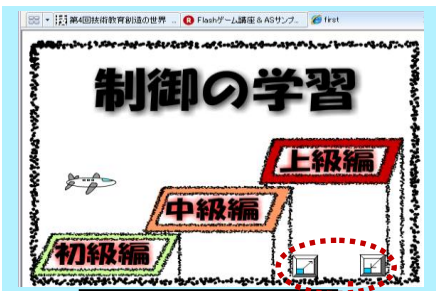 第4回技術教育創造の世界 ..
Flashゲーム講座 & ASサンプ..
first
制御の学習
上級編
中級編
初級編